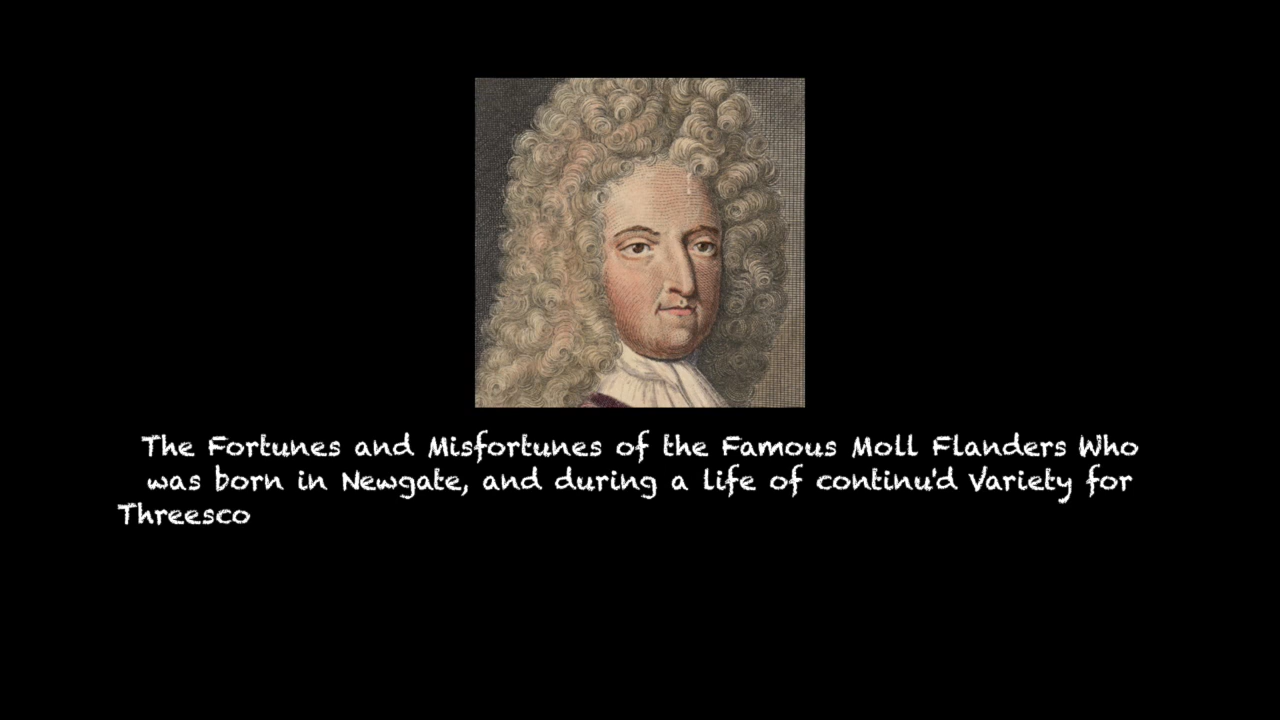 The Fortunes and Misfortunes of the Famous Moll Flanders Who
was born in Newgate, and during a life of continu'd Variety for
Threesco